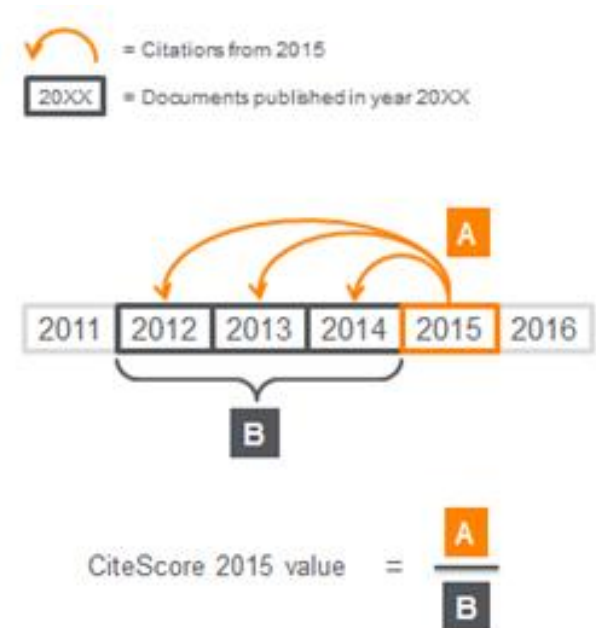 = Citations from 2015
20XX = Documents published in year 20XX
A
2011 2012 2013 2014 2015 2016
B
A
CiteScore 2015 value =
B